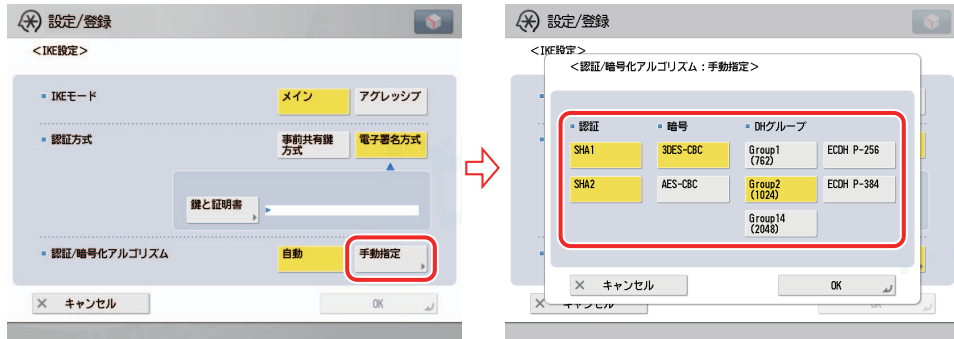 設定/登録
<IKE設定>
IKEモード
メイン
アグレッシブ
認証方式
事前共有鍵
方式
電子署名方式
鍵と証明書
認証/暗号化アルゴリズム
自動
手動指定
キャンセル
OK
設定/登録
<IKE設定>
<認証/暗号化アルゴリズム:手動指定>
認証
暗号
DHグループ
SHA1
3DES-CBC
Group1
(762)
ECDH P-256
SHA2
AES-CBC
Group2
(1024)
ECDH P-384
Group14
(2048)
キャンセル
OK
キャンセル
OK